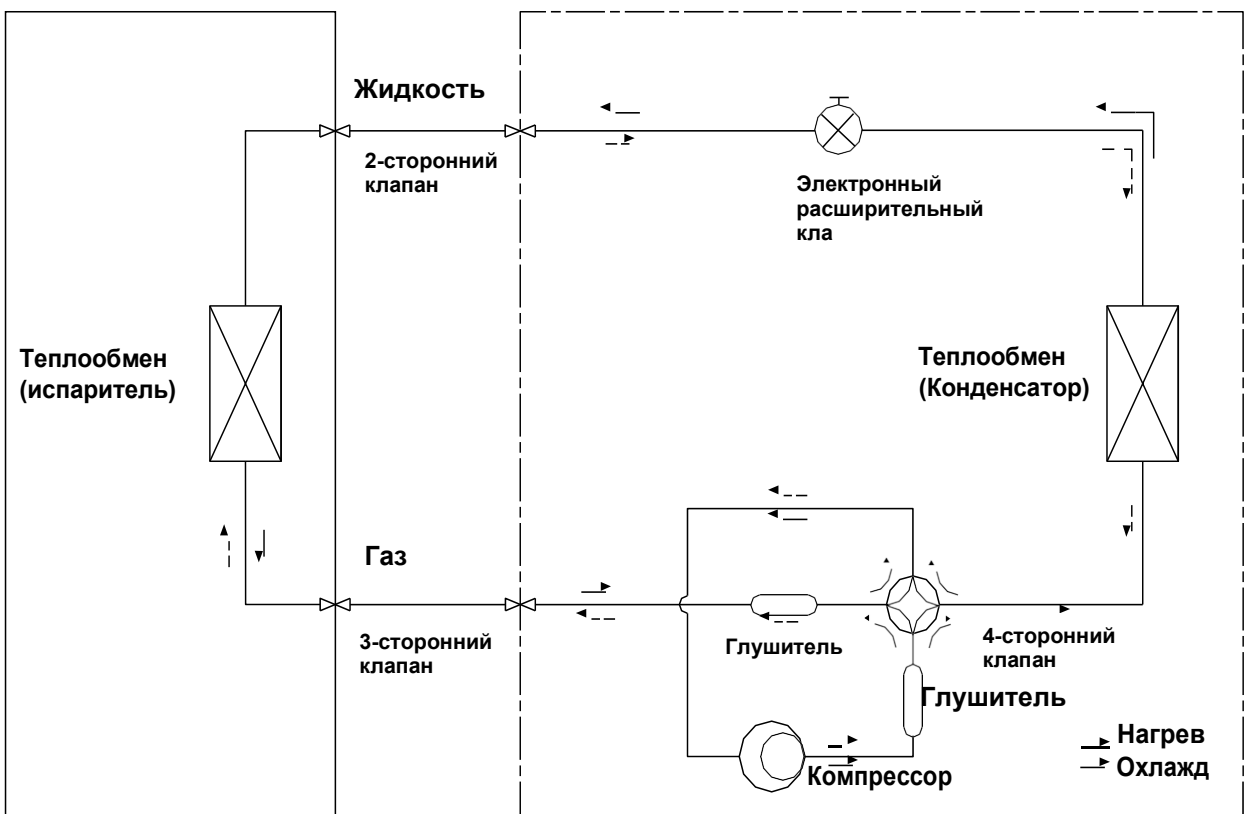 Жидкость
2-сторонний
клапан
Электронный
расширительный
кла
Теплообмен
(испаритель)
Теплообмен
(Конденсатор)
Газ
3-сторонний
клапан
Глушитель
4-сторонний
клапан
Глушитель
Компрессор
Нагрев
Охлажд